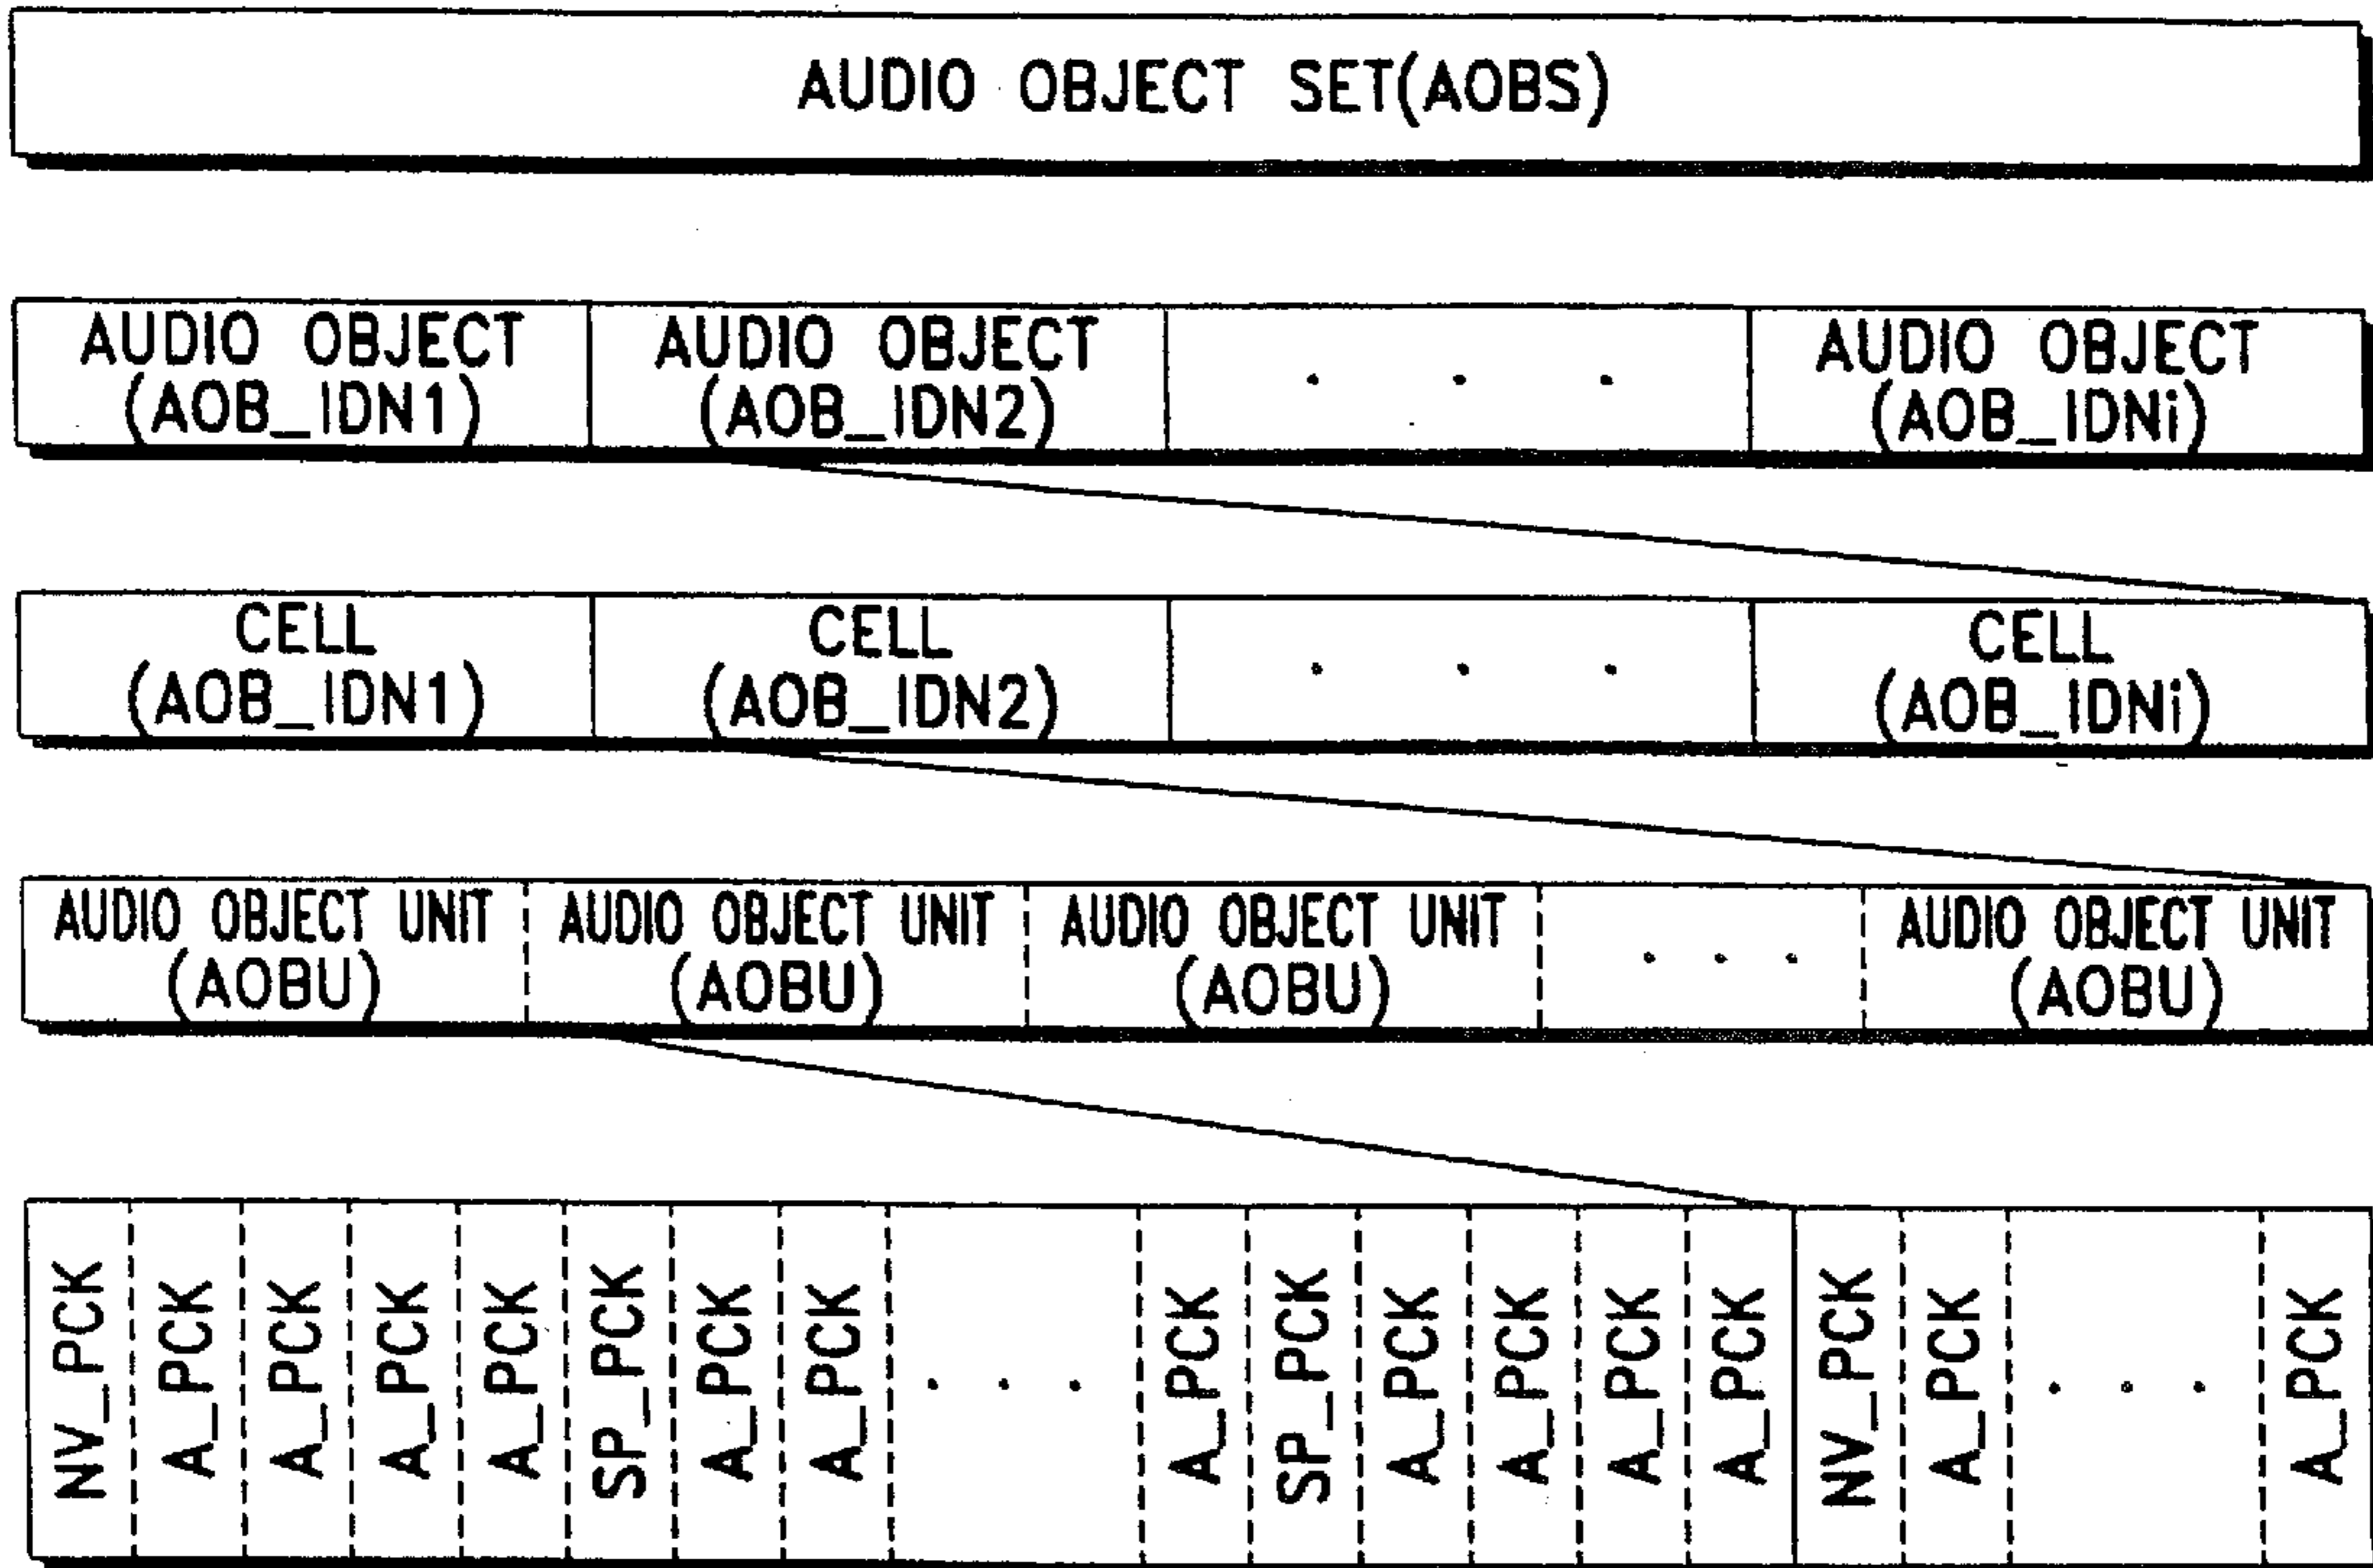 AUDIO OBJECT SET(AOBS)
AUDIO OBJECT
(AOB_IDN1)
AUDIO OBJECT
(AOB_IDN2)
. . .
AUDIO OBJECT
(AOB_IDNi)
CELL
(AOB_IDN1)
CELL
(AOB_IDN2)
. . .
CELL
(AOB_IDNi)
AUDIO OBJECT UNIT
(AOBU)
AUDIO OBJECT UNIT
(AOBU)
AUDIO OBJECT UNIT
(AOBU)
. . .
AUDIO OBJECT UNIT
(AOBU)
NV_PCK
A_PCK
A_PCK
A_PCK
A_PCK
SP_PCK
A_PCK
A_PCK
. . .
A_PCK
SP_PCK
A_PCK
A_PCK
A_PCK
A_PCK
NV_PCK
A_PCK
. . .
A_PCK